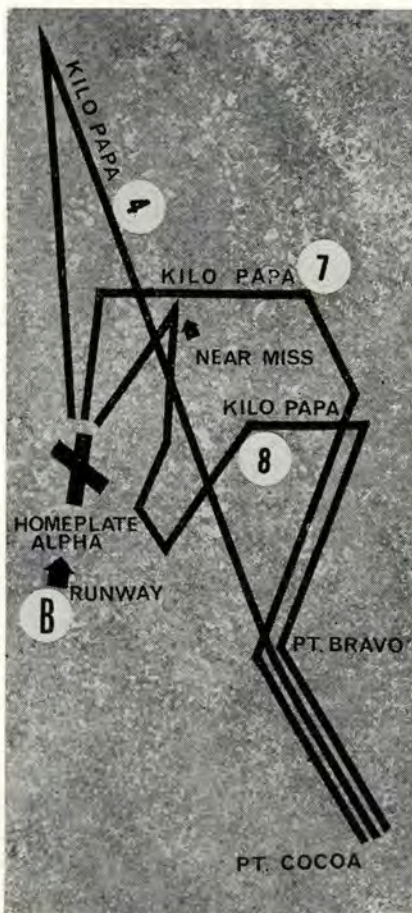 KILO PAPA
4
KILO PAPA
7
NEAR MISS
KILO PAPA
8
HOMEPLATE
ALPHA
RUNWAY
B
PT. BRAVO
PT. COCOA